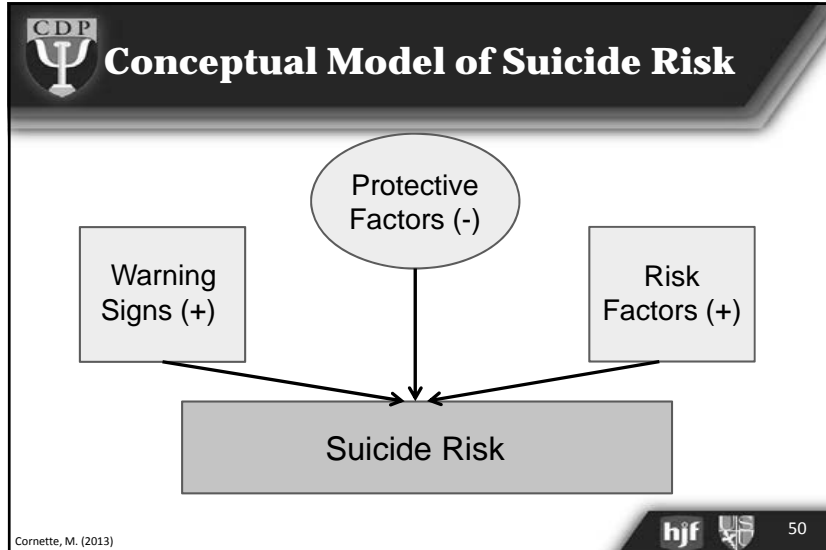 CDP
Conceptual Model of Suicide Risk
Protective
Factors (-)
Warning
Signs (+)
Risk
Factors (+)
Suicide Risk
Cornette, M. (2013)
hjf
50